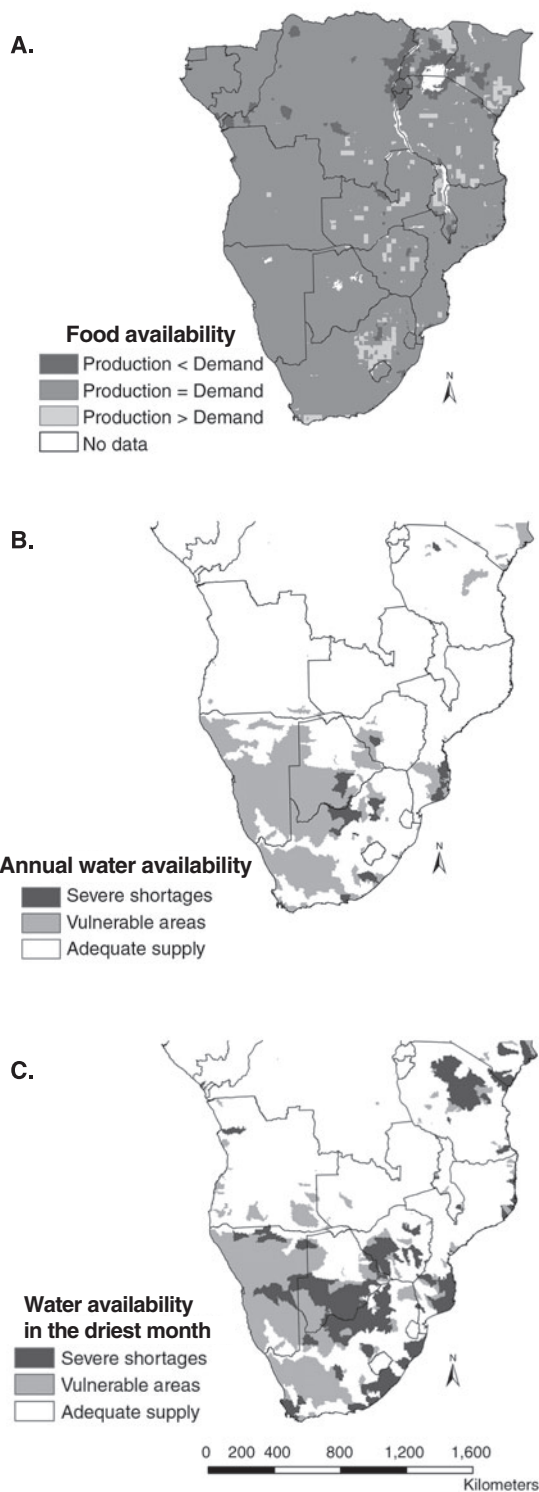 A.
Food availability
Production < Demand
Production = Demand
Production > Demand
No data
N
B.
Annual water availability
Severe shortages
Vulnerable areas
Adequate supply
N
C.
Water availability
in the driest month
Severe shortages
Vulnerable areas
Adequate supply
N
0 200 400 800 1,200 1,600
Kilometers